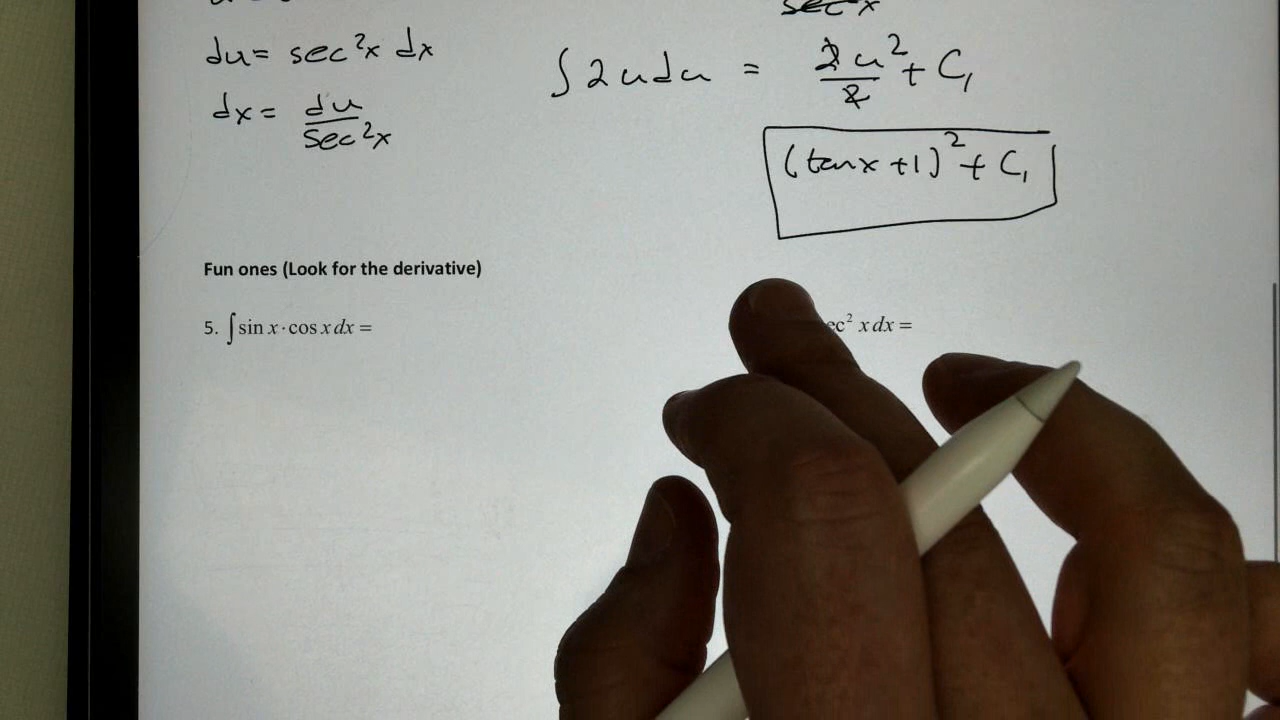 sec²x
du = sec²x dx
∫ 2u du = 2u²/2 + C₁
dx = du/sec²x
(tanx + 1)² + C₁
Fun ones (Look for the derivative)
5. ∫ sin x · cos x dx =
ec² x dx =